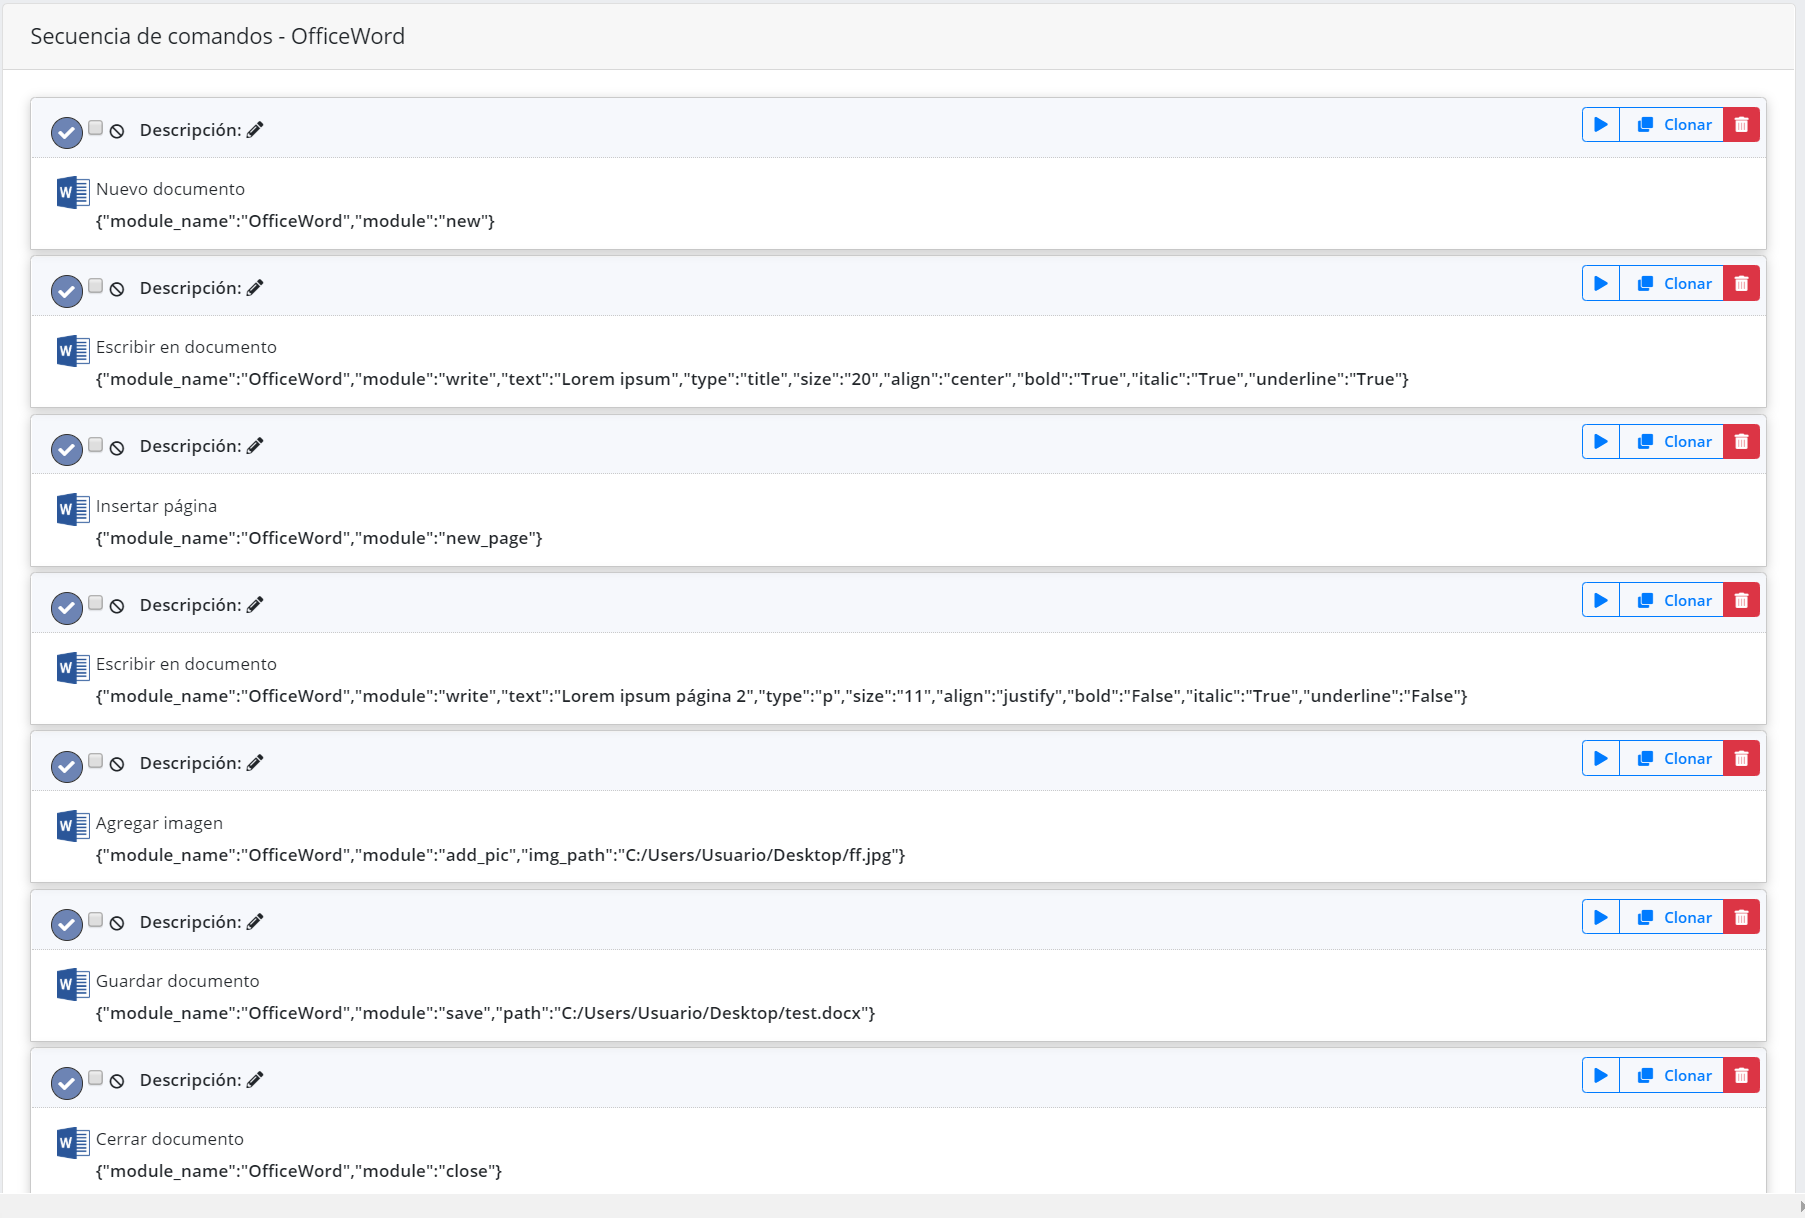 Secuencia de comandos - OfficeWord
Descripción:
Clonar
Nuevo documento
{"module_name":"OfficeWord","module":"new"}
Descripción:
Clonar
Escribir en documento
{"module_name":"OfficeWord","module":"write","text":"Lorem ipsum","type":"title","size":"20","align":"center","bold":"True","italic":"True","underline":"True"}
Descripción:
Clonar
Insertar página
{"module_name":"OfficeWord","module":"new_page"}
Descripción:
Clonar
Escribir en documento
{"module_name":"OfficeWord","module":"write","text":"Lorem ipsum página 2","type":"p","size":"11","align":"justify","bold":"False","italic":"True","underline":"False"}
Descripción:
Clonar
Agregar imagen
{"module_name":"OfficeWord","module":"add_pic","img_path":"C:/Users/Usuario/Desktop/ff.jpg"}
Descripción:
Clonar
Guardar documento
{"module_name":"OfficeWord","module":"save","path":"C:/Users/Usuario/Desktop/test.docx"}
Descripción:
Clonar
Cerrar documento
{"module_name":"OfficeWord","module":"close"}